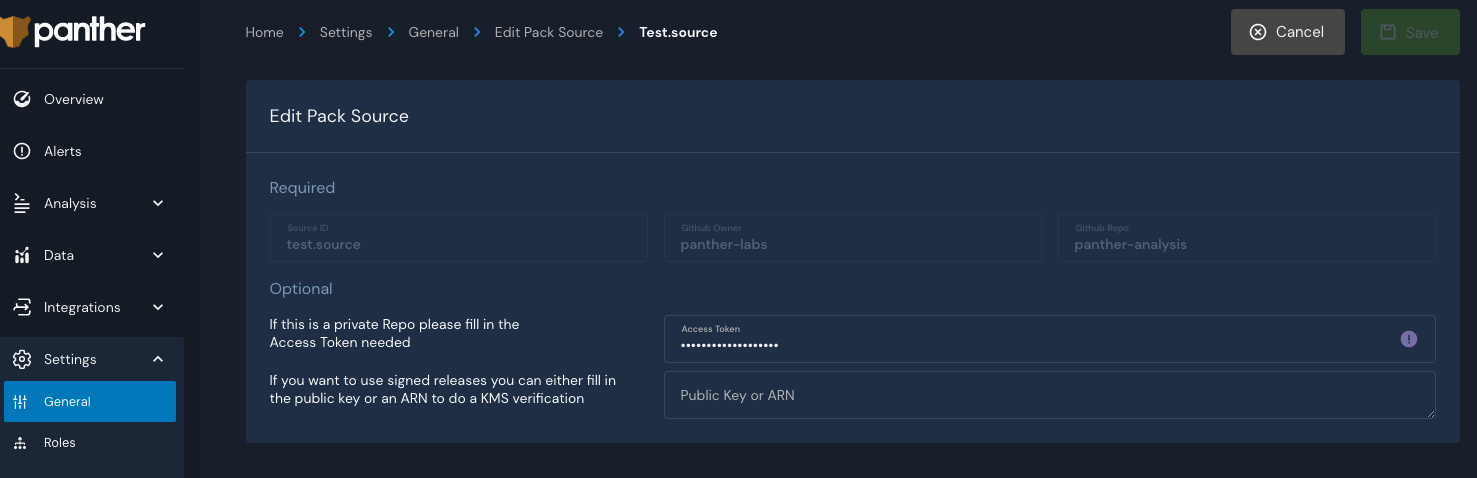 panther
Home > Settings > General > Edit Pack Source > Test.source
Cancel
Save
Overview
Alerts
Analysis
Data
Integrations
Settings
General
Roles
Edit Pack Source
Required
Source ID
test.source
Github Owner
panther-labs
Github Repo
panther-analysis
Optional
If this is a private Repo please fill in the
Access Token needed
Access Token
•••••••••••••••••••
If you want to use signed releases you can either fill in
the public key or an ARN to do a KMS verification
Public Key or ARN